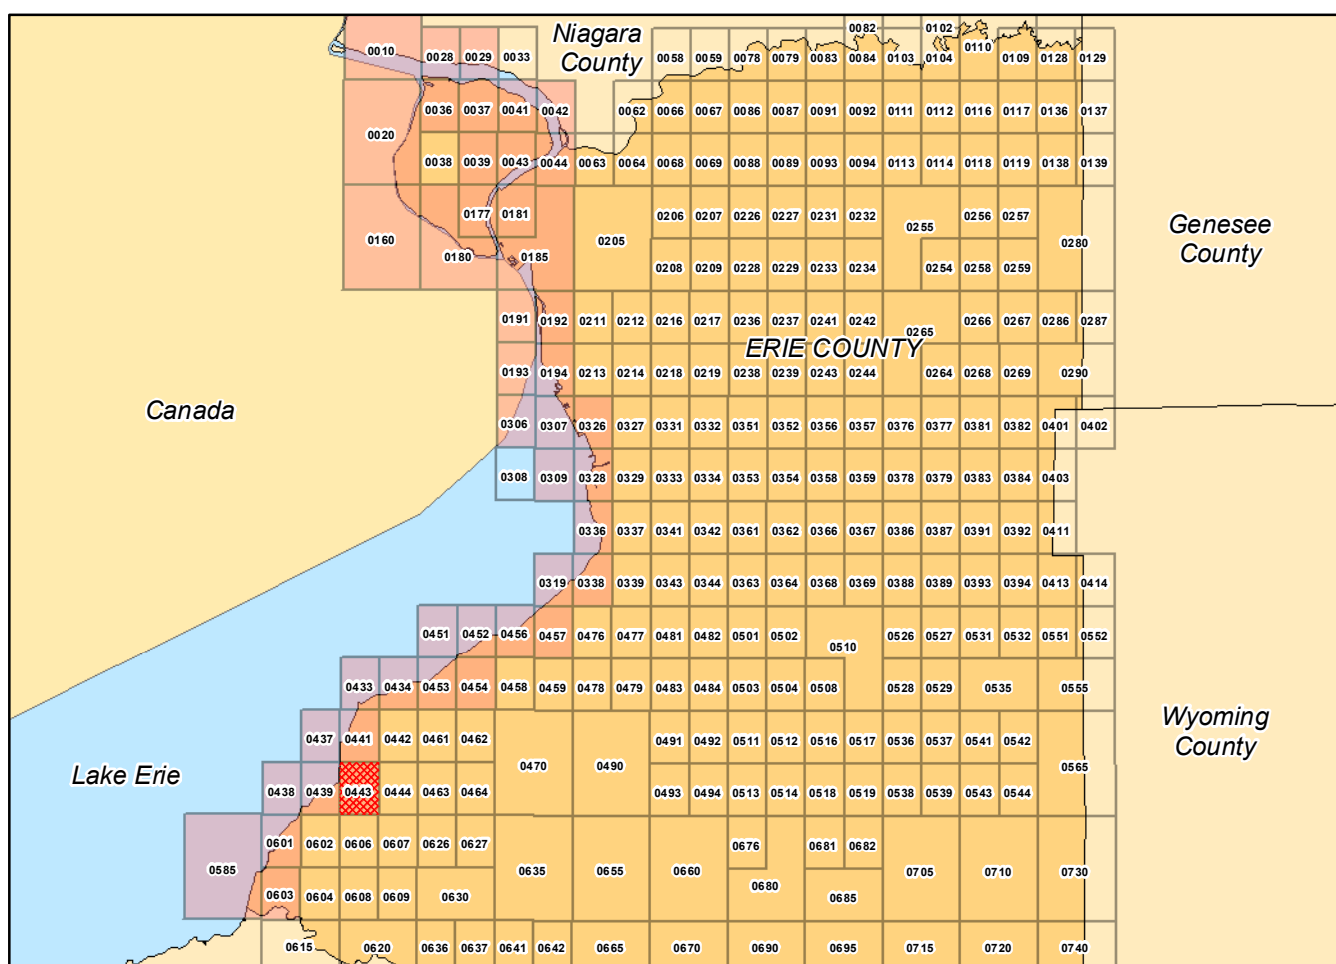 0082 0102
Niagara
County
0010 0028 0029 0033 0058 0059 0078 0079 0083 0084 0103 0104 0110 0109 0128 0129
0036 0037 0041 0042 0062 0066 0067 0086 0087 0091 0092 0111 0112 0116 0117 0136 0137
0020
0038 0039 0043 0044 0063 0064 0068 0069 0088 0089 0093 0094 0113 0114 0118 0119 0138 0139
0177 0181 0206 0207 0226 0227 0231 0232 0255 0256 0257
Genesee
County
0160 0205 0280
0180 0185 0208 0209 0228 0229 0233 0234 0254 0258 0259
0191 0192 0211 0212 0216 0217 0236 0237 0241 0242 0265 0266 0267 0286 0287
ERIE COUNTY
0193 0194 0213 0214 0218 0219 0238 0239 0243 0244 0264 0268 0269 0290
Canada
0306 0307 0326 0327 0331 0332 0351 0352 0356 0357 0376 0377 0381 0382 0401 0402
0308 0309 0328 0329 0333 0334 0353 0354 0358 0359 0378 0379 0383 0384 0403
0336 0337 0341 0342 0361 0362 0366 0367 0386 0387 0391 0392 0411
0319 0338 0339 0343 0344 0363 0364 0368 0369 0388 0389 0393 0394 0413 0414
0451 0452 0456 0457 0476 0477 0481 0482 0501 0502 0510 0526 0527 0531 0532 0551 0552
0433 0434 0453 0454 0458 0459 0478 0479 0483 0484 0503 0504 0508 0528 0529 0535 0555
Wyoming
County
0437 0441 0442 0461 0462 0491 0492 0511 0512 0516 0517 0536 0537 0541 0542
0470 0490 0565
Lake Erie
0438 0439 0443 0444 0463 0464 0493 0494 0513 0514 0518 0519 0538 0539 0543 0544
0601 0602 0606 0607 0626 0627 0676 0681 0682
0585 0635 0655 0660 0680 0705 0710 0730
0603 0604 0608 0609 0630 0685
0615 0620 0636 0637 0641 0642 0665 0670 0690 0695 0715 0720 0740